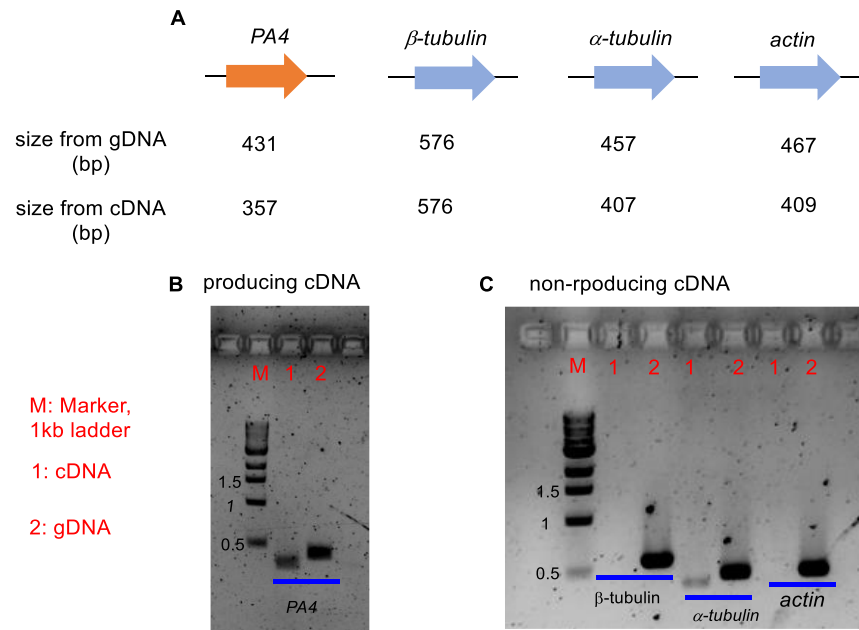 A
PA4 β-tubulin α-tubulin actin
size from gDNA
(bp)
431 576 457 467
size from cDNA
(bp)
357 576 407 409
B producing cDNA
C non-rpoducing cDNA
M: Marker,
1kb ladder
1: cDNA
2: gDNA
M 1 2
1.5
1
0.5
PA4
M 1 2 1 2 1 2
1.5
1
0.5
β-tubulin
α-tubulin
actin